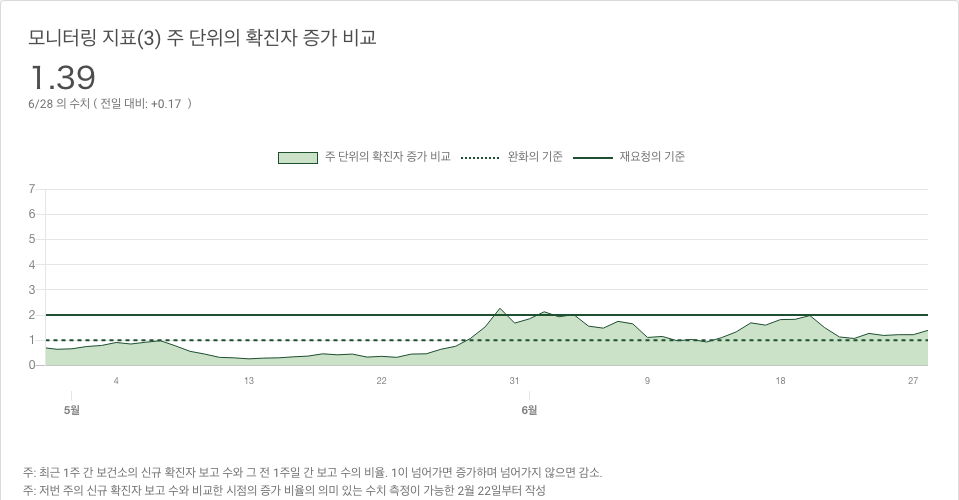 모니터링 지표(3) 주 단위의 확진자 증가 비교
1.39
6/28 의 수치 ( 전일 대비: +0.17 )
주 단위의 확진자 증가 비교 완화의 기준 재요청의 기준
7
6
5
4
3
2
1
0
4 13 22 31 9 18 27
5월 6월
주: 최근 1주 간 보건소의 신규 확진자 보고 수와 그 전 1주일 간 보고 수의 비율. 1이 넘어가면 증가하며 넘어가지 않으면 감소.
주: 저번 주의 신규 확진자 보고 수와 비교한 시점의 증가 비율의 의미 있는 수치 측정이 가능한 2월 22일부터 작성